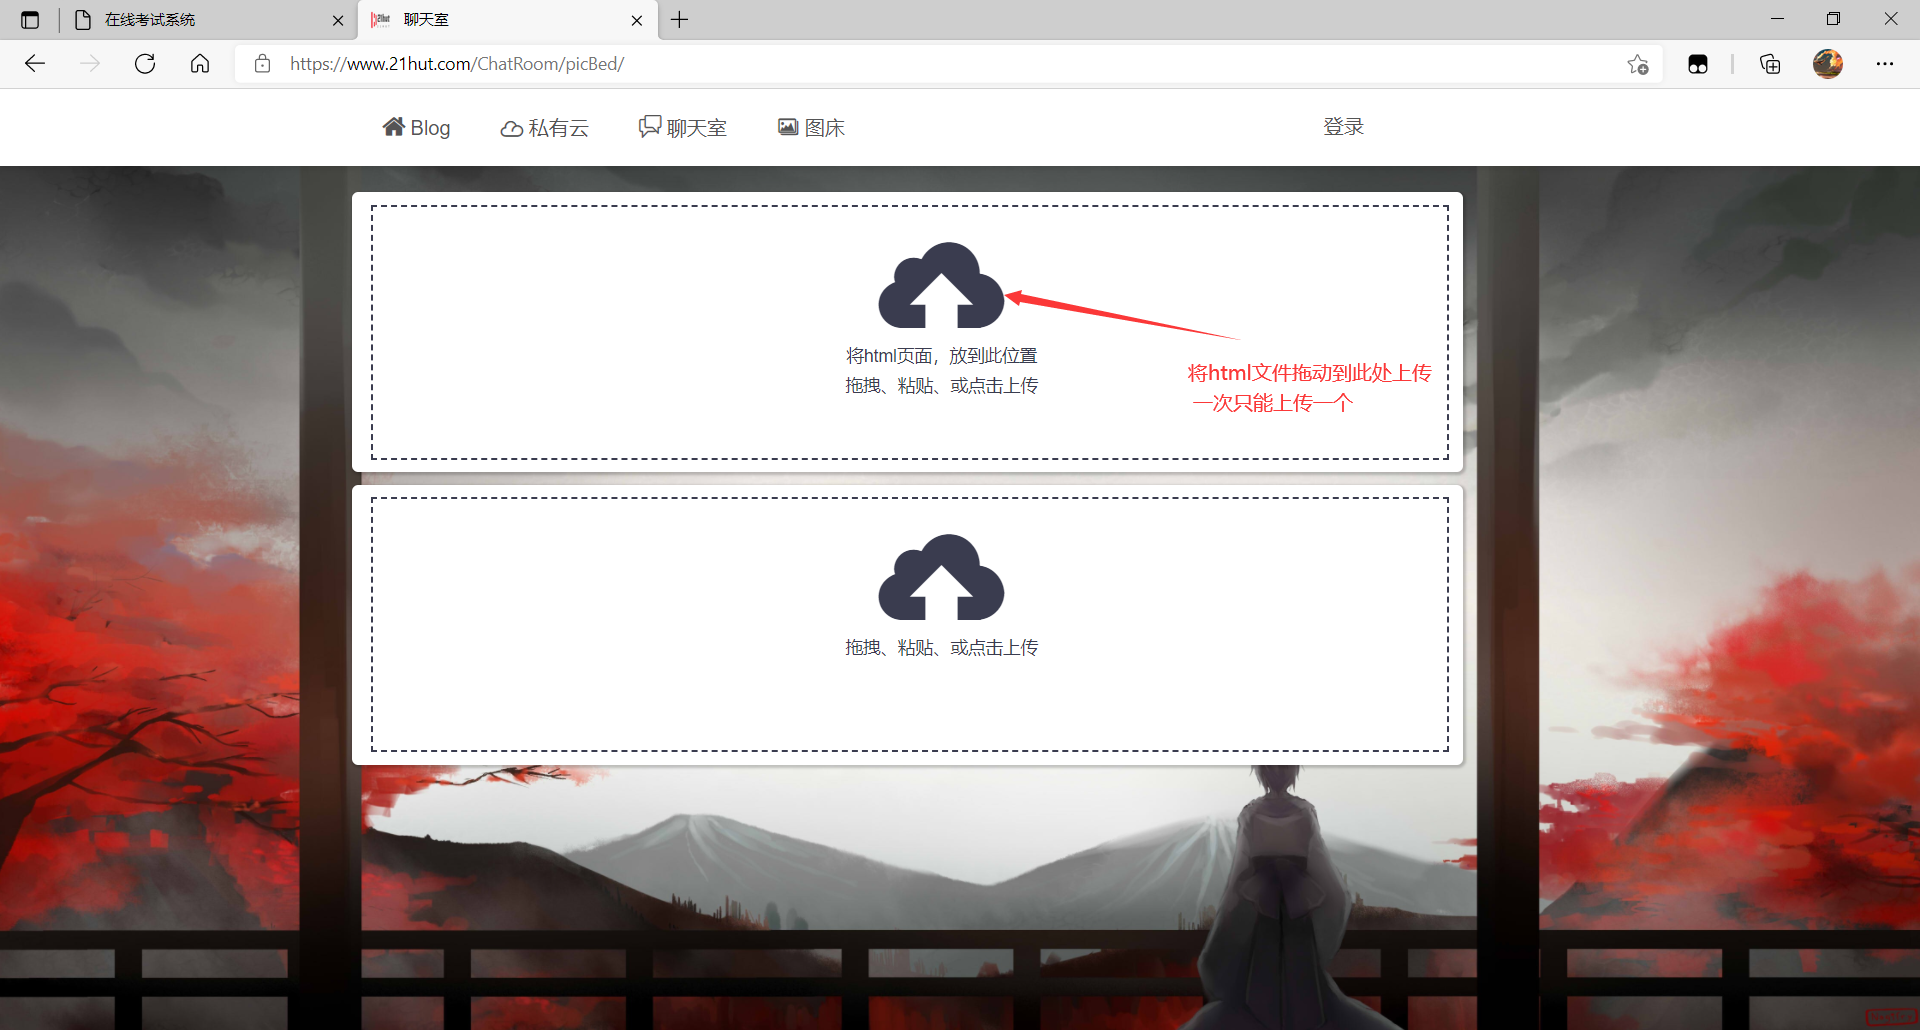 在线考试系统
聊天室
https://www.21hut.com/ChatRoom/picBed/
Blog
私有云
聊天室
图床
登录
将html页面，放到此位置
拖拽、粘贴、或点击上传
将html文件拖动到此处上传
一次只能上传一个
拖拽、粘贴、或点击上传